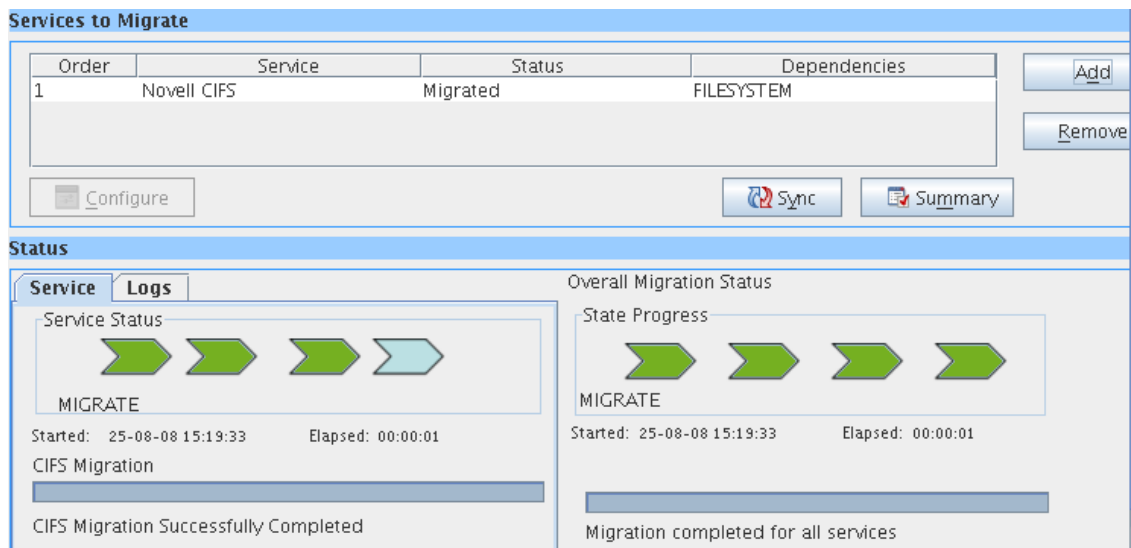 Services to Migrate
Order Service Status Dependencies
1 Novell CIFS Migrated FILESYSTEM
Add
Remove
Configure Sync Summary
Status
Service Logs
Service Status
MIGRATE
Started: 25-08-08 15:19:33 Elapsed: 00:00:01
CIFS Migration
CIFS Migration Successfully Completed
Overall Migration Status
State Progress
MIGRATE
Started: 25-08-08 15:19:33 Elapsed: 00:00:01
Migration completed for all services